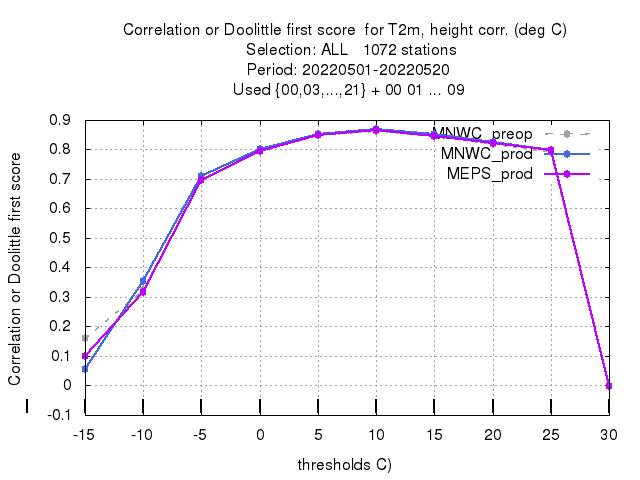 Correlation or Doolittle first score  for T2m, height corr. (deg C)
Selection: ALL   1072 stations
Period: 20220501-20220520
Used {00,03,...,21} + 00 01 ... 09
Correlation or Doolittle first score
0.9
0.8
0.7
0.6
0.5
0.4
0.3
0.2
0.1
0
-0.1
MNWC_preop
MNWC_prod
MEPS_prod
-15 -10 -5 0 5 10 15 20 25 30
thresholds C)